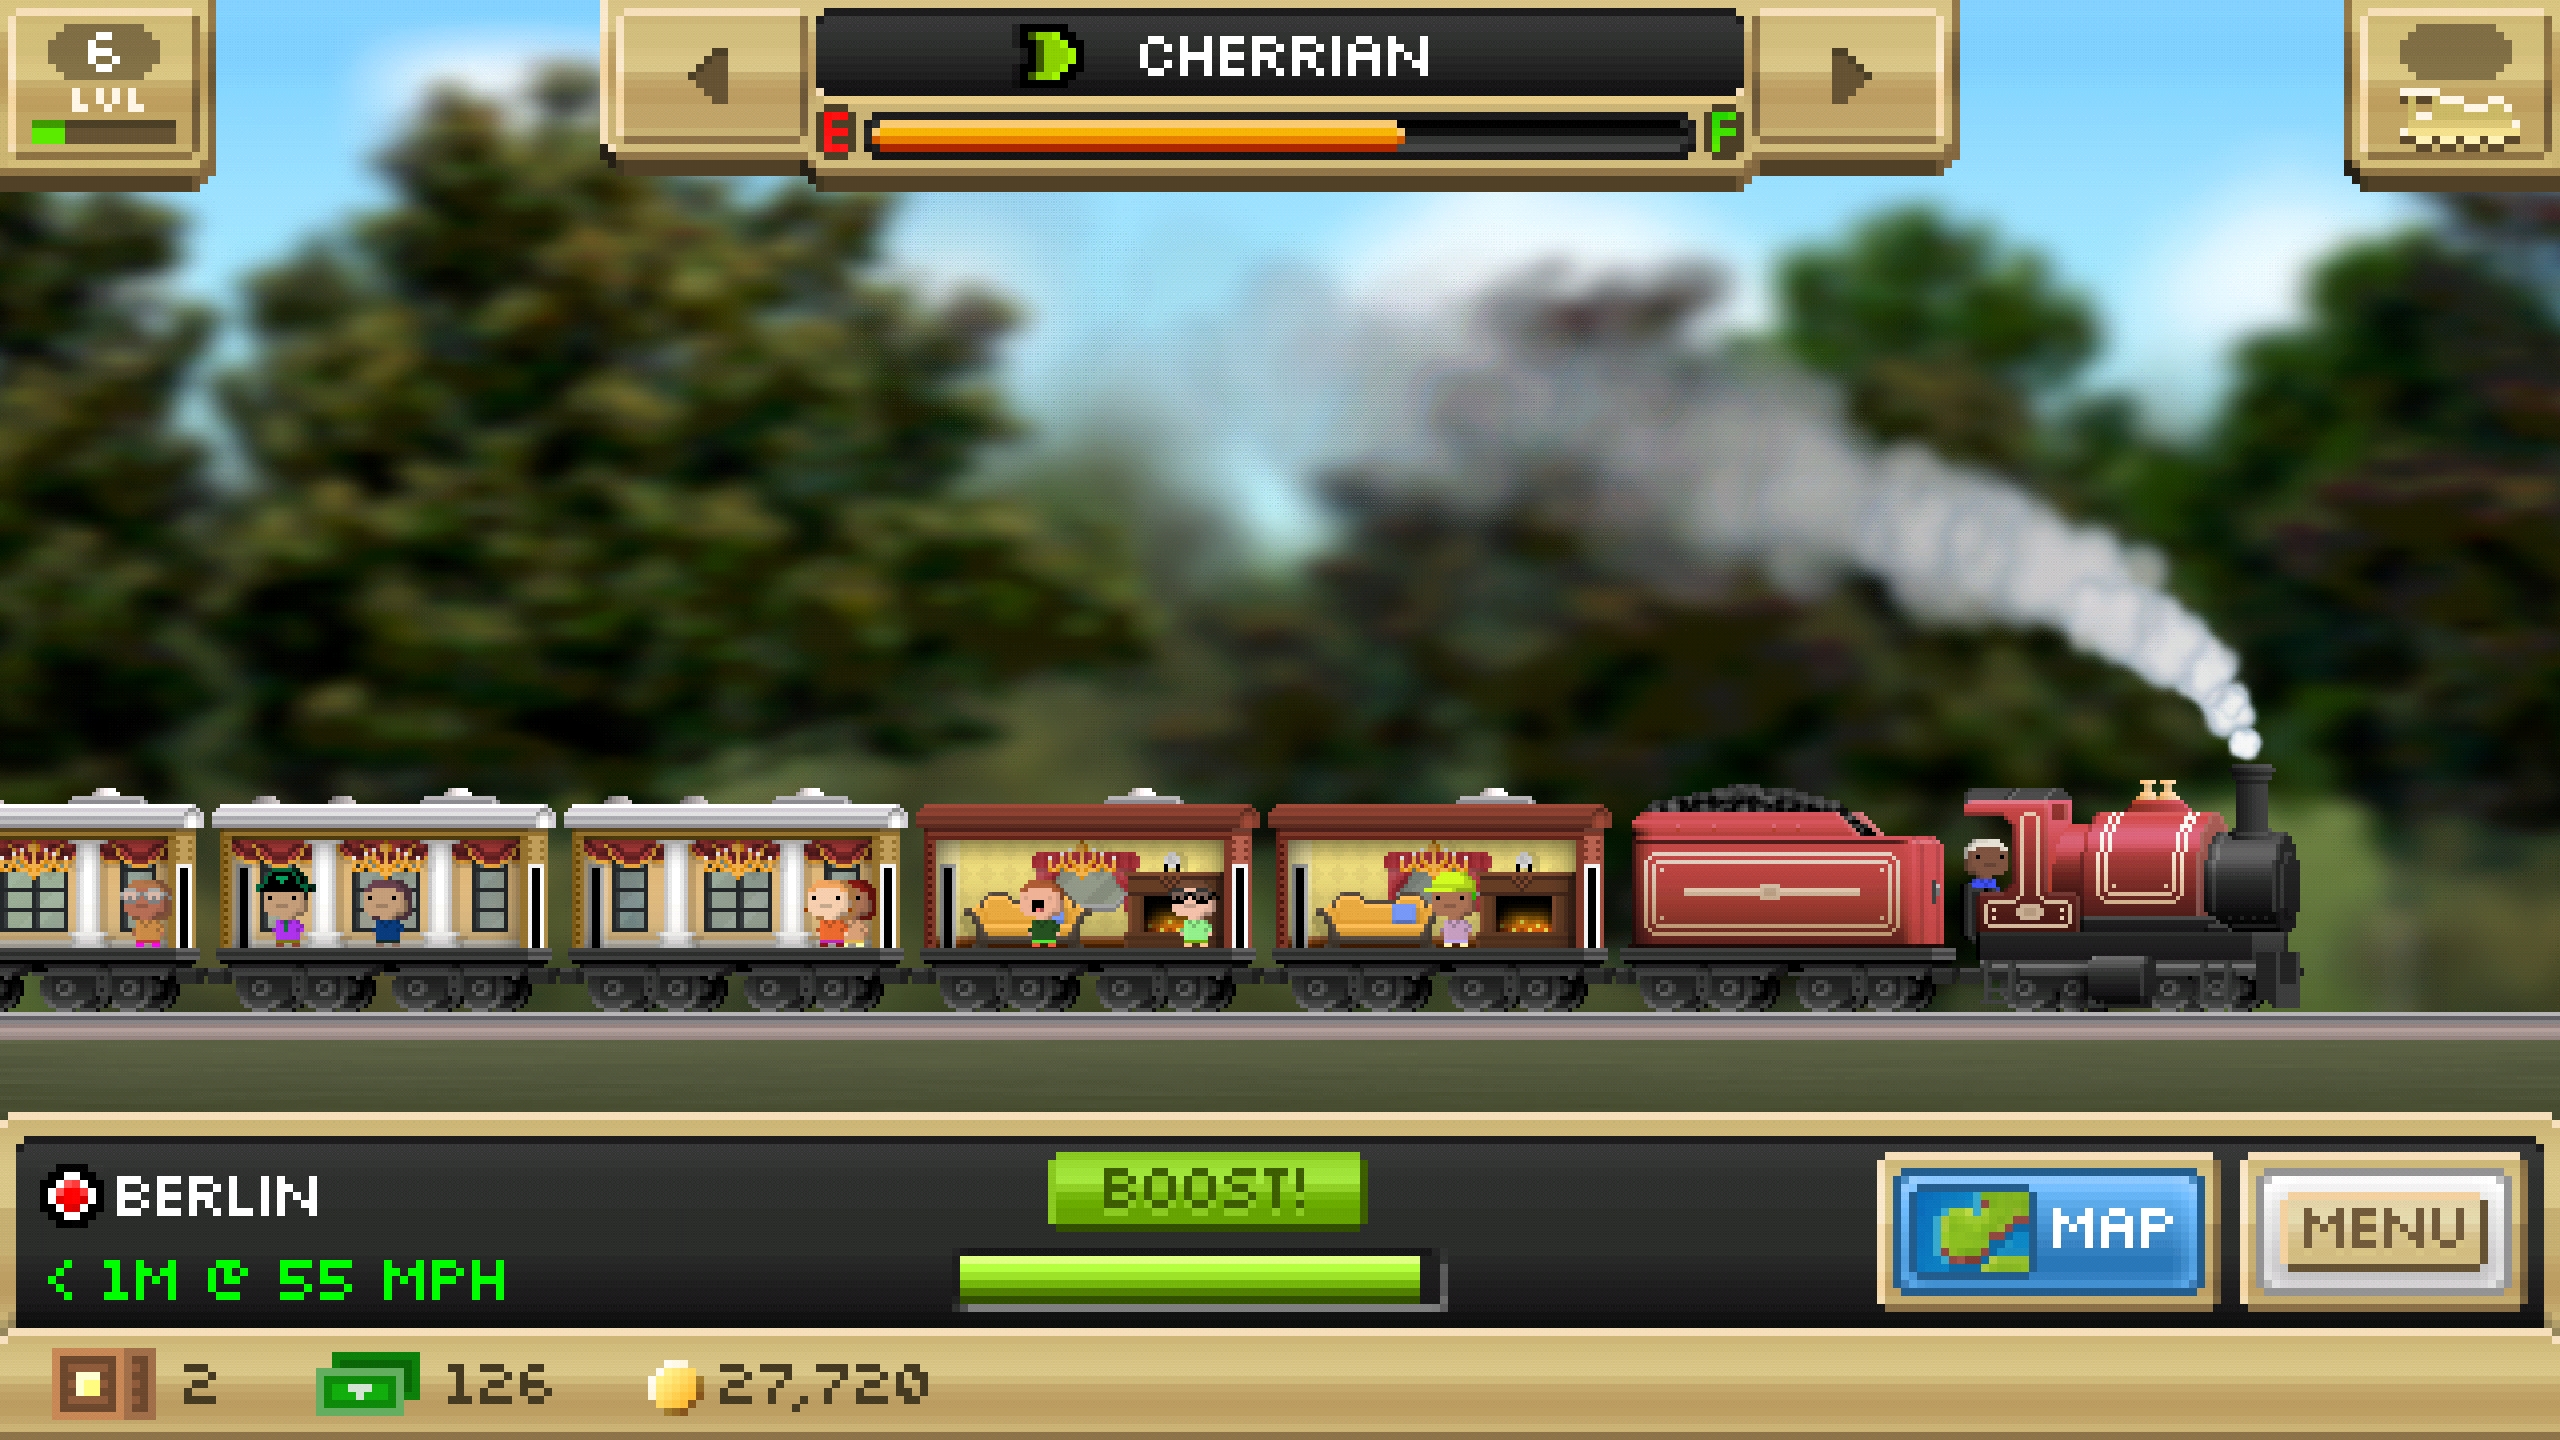 6
LVL
CHERRIAN
E F
BERLIN
BOOST!
MAP
MENU
< 1M @ 55 MPH
2 126 27,720